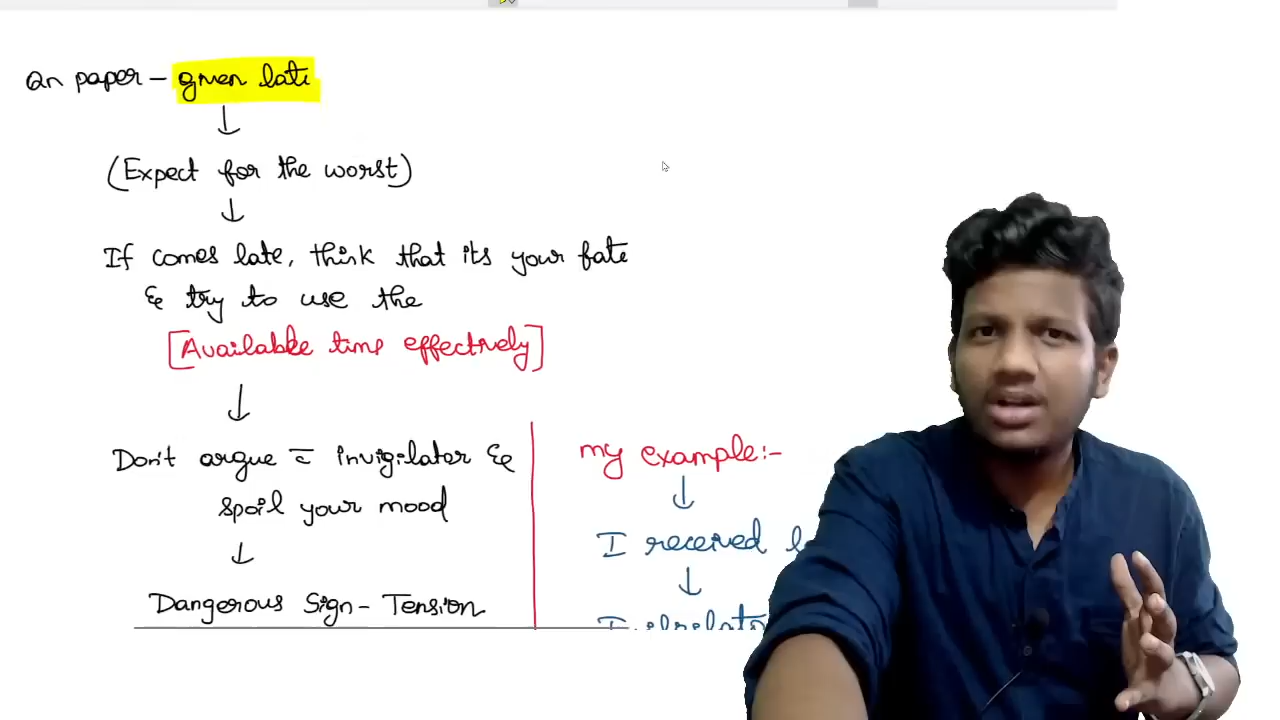 Qn paper - given late
(Expect for the worst)
If comes late, think that its your fate
& try to use the
[Available time effectively]
Don't argue c̄ invigilator &
spoil your mood
Dangerous Sign - Tension
my example:-
I received
I